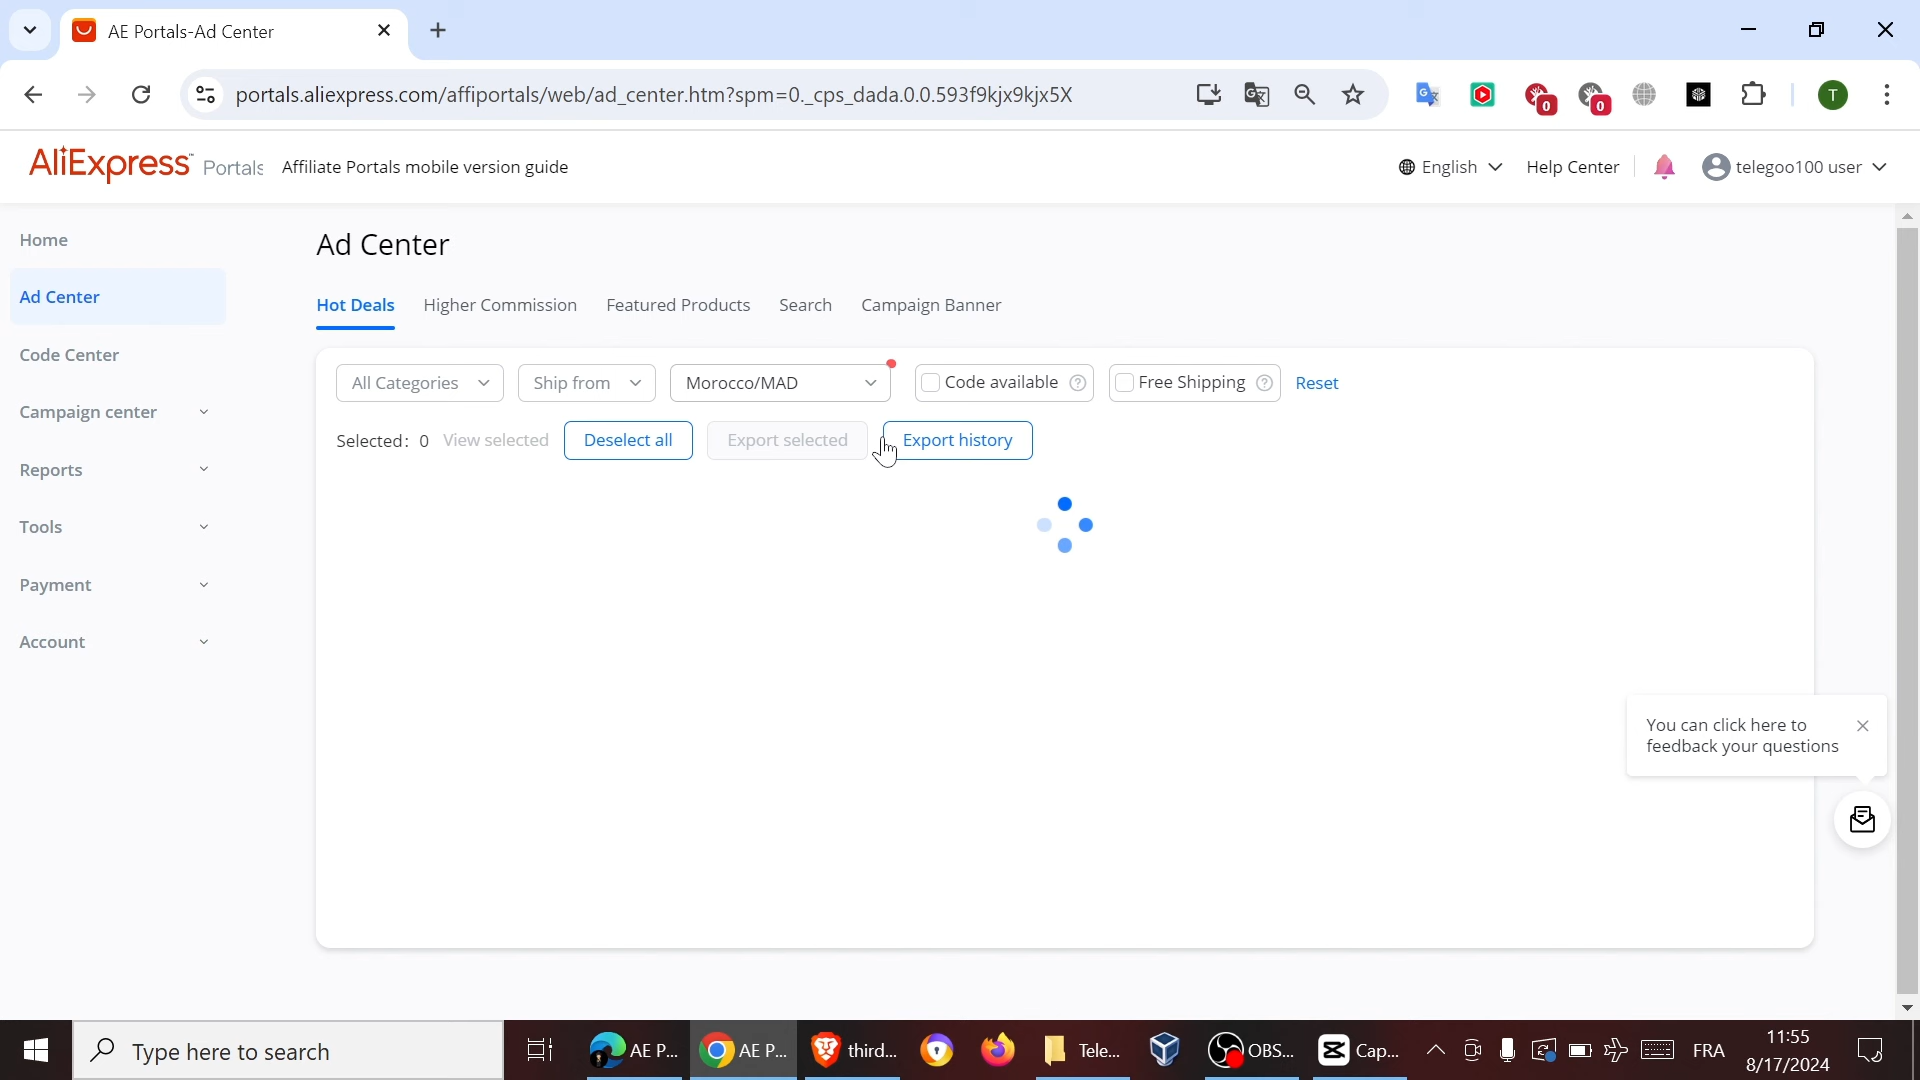 AE Portals-Ad Center
portals.aliexpress.com/affiportals/web/ad_center.htm?spm=0._cps_dada.0.0.593f9kjx9kjx5X
0
0
T
AliExpress Portals Affiliate Portals mobile version guide
English
Help Center
telegoo100 user
Home
Ad Center
Code Center
Campaign center
Reports
Tools
Payment
Account
Ad Center
Hot Deals Higher Commission Featured Products Search Campaign Banner
All Categories Ship from Morocco/MAD Code available ? Free Shipping ? Reset
Selected: 0 View selected Deselect all Export selected Export history
You can click here to
feedback your questions
Type here to search
AE P...
AE P...
third...
Tele...
OBS...
Cap...
FRA
11:55
8/17/2024